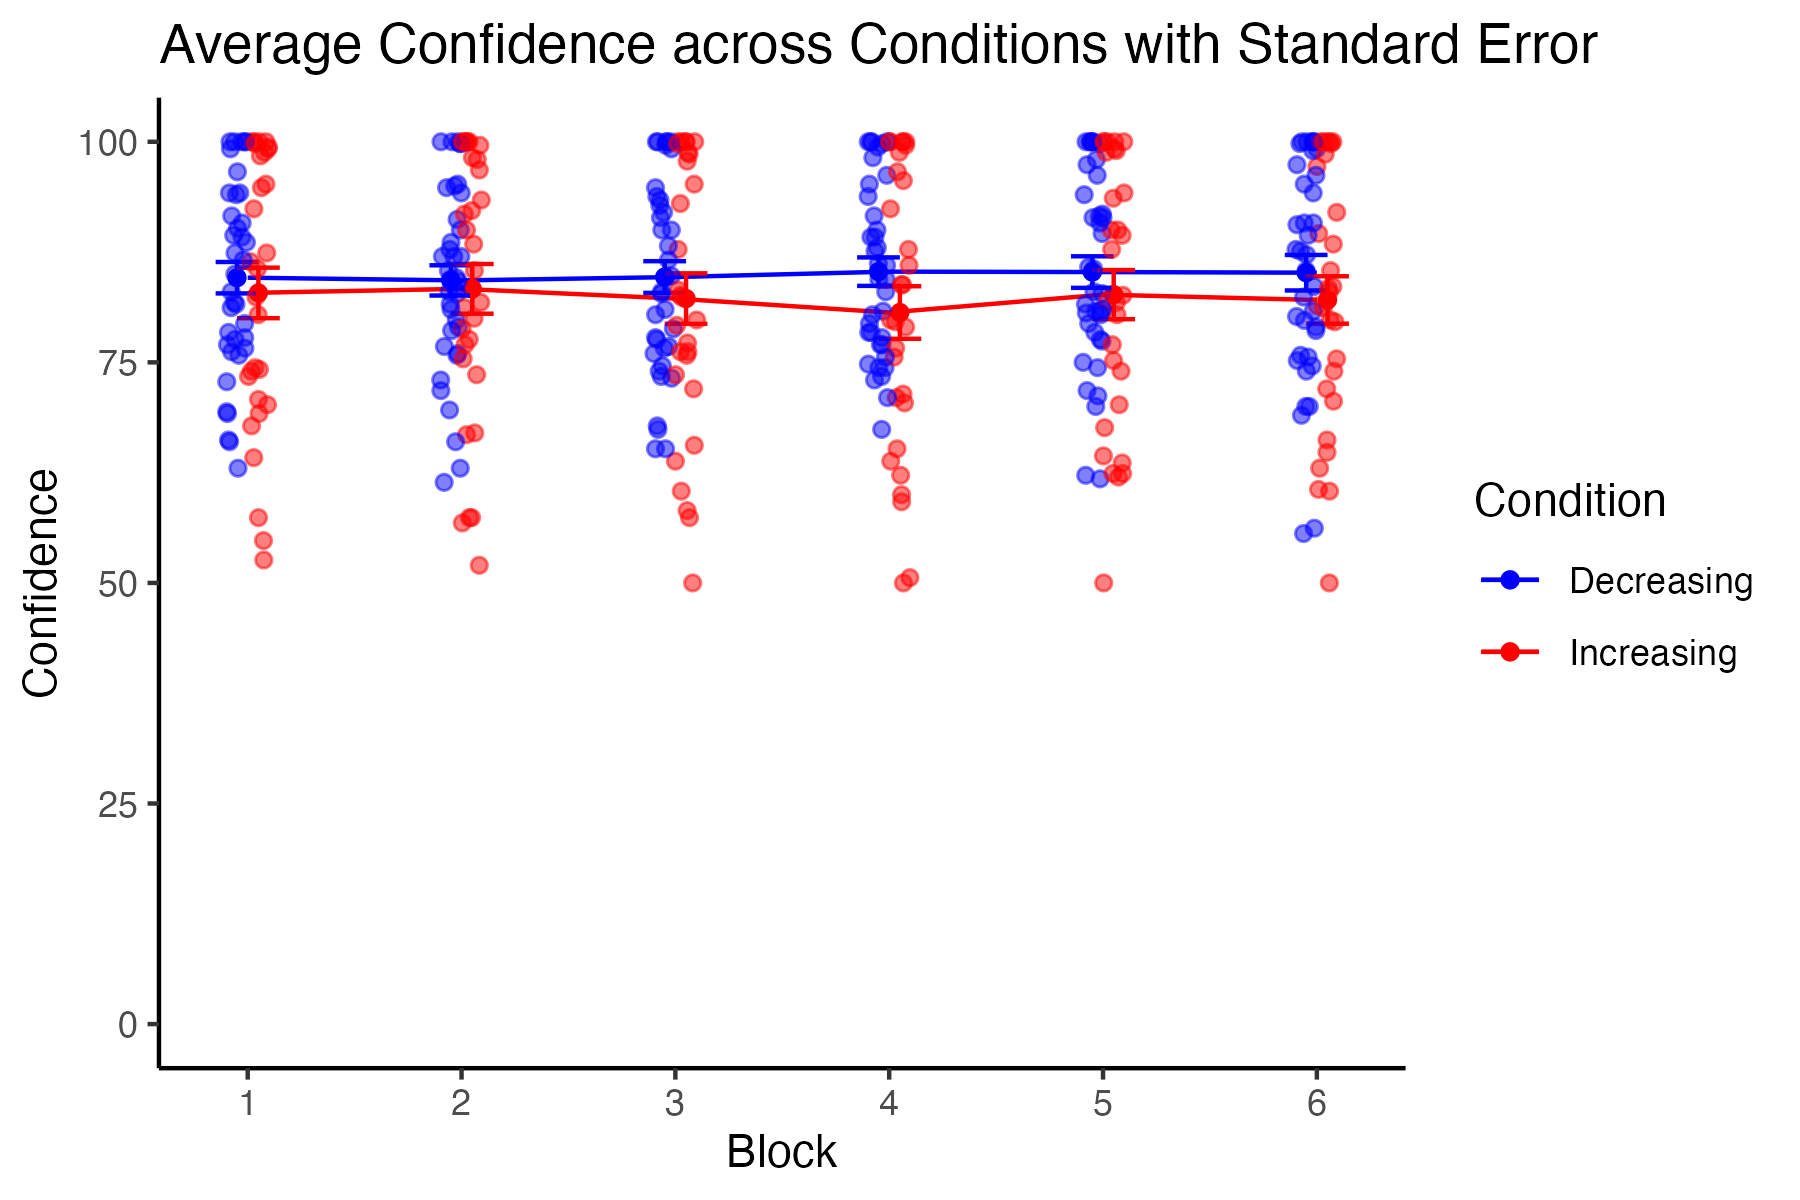 Average Confidence across Conditions with Standard Error
100
75
50
25
0
Confidence
1 2 3 4 5 6
Block
Condition
Decreasing
Increasing